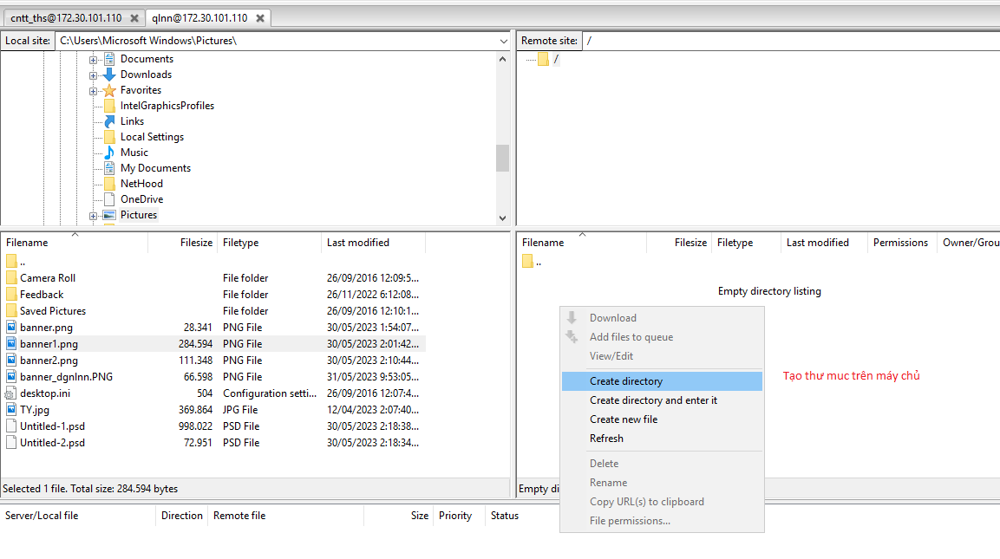 cntt_ths@172.30.101.110 qlnn@172.30.101.110
Local site: C:\Users\Microsoft Windows\Pictures\
Documents
Downloads
Favorites
IntelGraphicsProfiles
Links
Local Settings
Music
My Documents
NetHood
OneDrive
Pictures
Remote site: /
/
Filename Filesize Filetype Last modified
..
Camera Roll File folder 26/09/2016 12:09:5...
Feedback File folder 26/11/2022 6:12:08...
Saved Pictures File folder 26/09/2016 12:10:1...
banner.png 28.341 PNG File 30/05/2023 1:54:07...
banner1.png 284.594 PNG File 30/05/2023 2:01:42...
banner2.png 111.348 PNG File 30/05/2023 2:10:44...
banner_dgnlnn.PNG 66.598 PNG File 31/05/2023 9:53:05...
desktop.ini 504 Configuration setti... 26/09/2016 12:07:4...
TY.jpg 369.864 JPG File 12/04/2023 2:07:40...
Untitled-1.psd 998.022 PSD File 30/05/2023 2:18:38...
Untitled-2.psd 72.951 PSD File 30/05/2023 2:18:34...
Selected 1 file. Total size: 284.594 bytes
Filename Filesize Filetype Last modified Permissions Owner/Grou
..
Empty directory listing
Download
Add files to queue
View/Edit
Create directory
Create directory and enter it
Create new file
Refresh
Delete
Rename
Copy URL(s) to clipboard
File permissions...
Tạo thư mục trên máy chủ
Empty di
Server/Local file Direction Remote file Size Priority Status